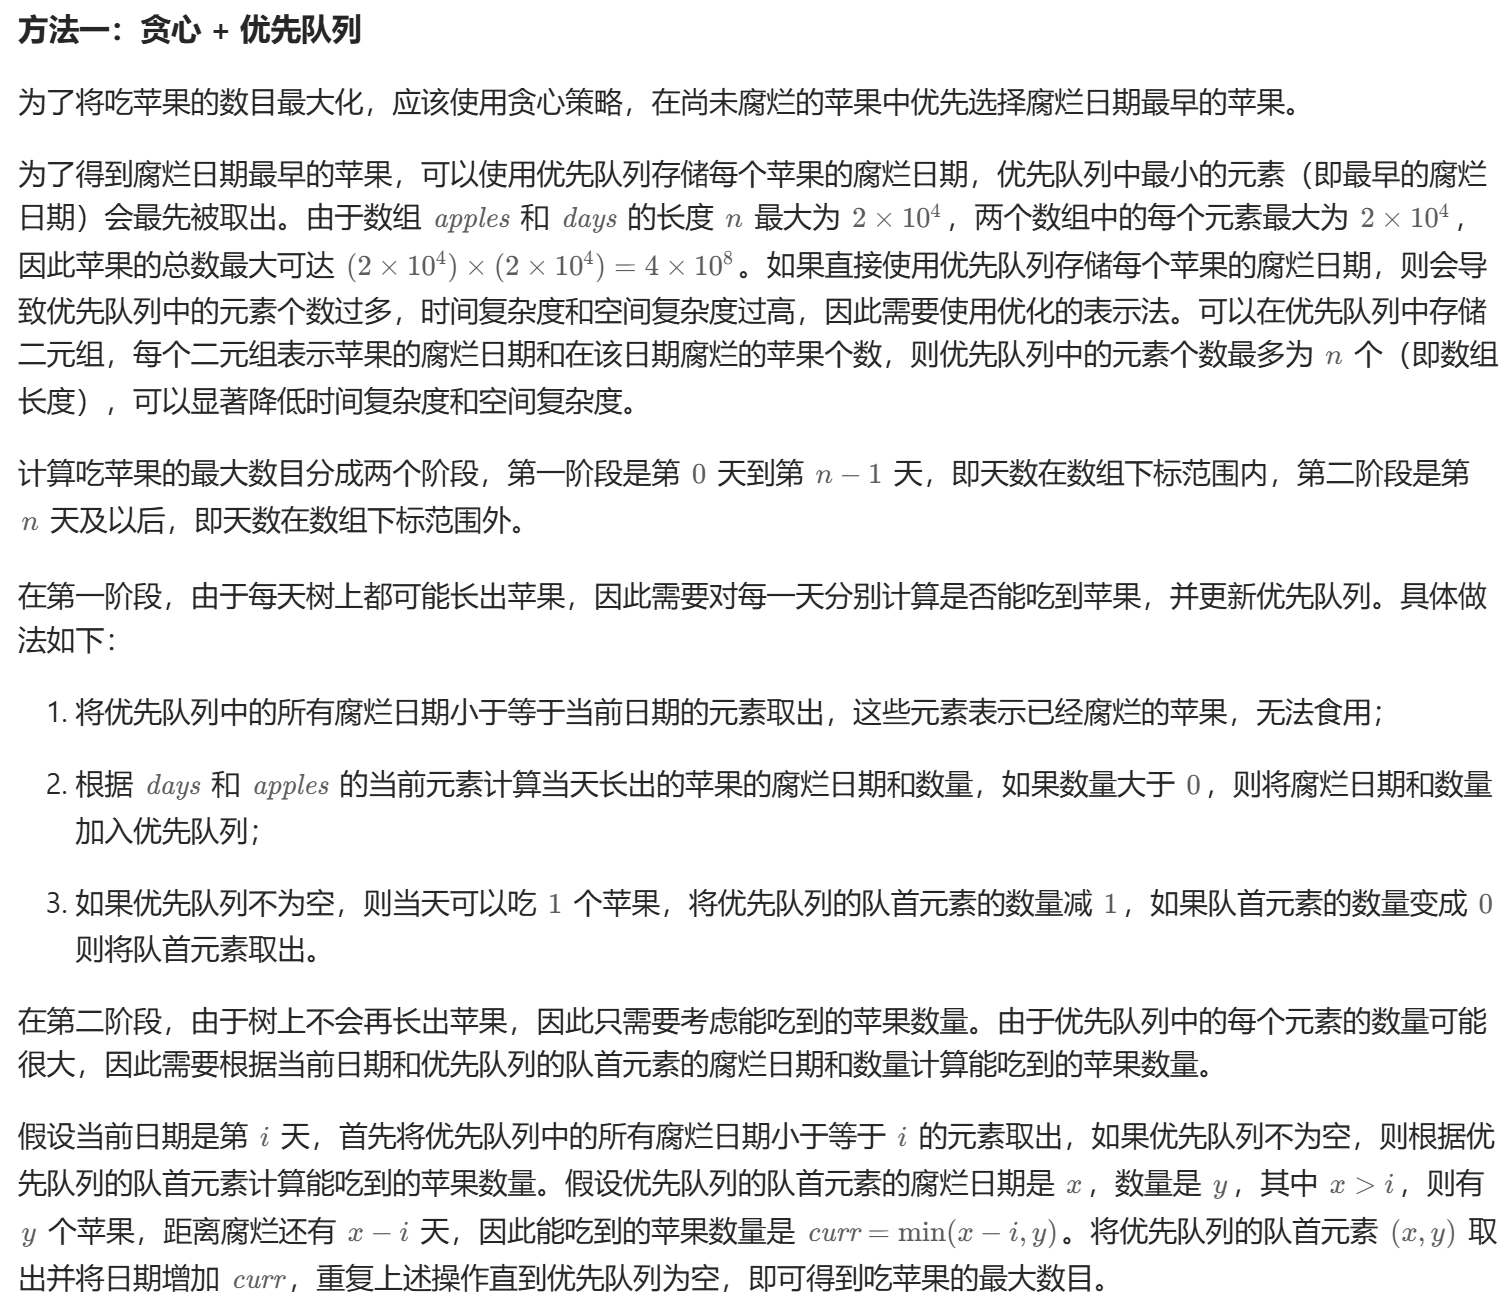 方法一：贪心 + 优先队列
为了将吃苹果的数目最大化，应该使用贪心策略，在尚未腐烂的苹果中优先选择腐烂日期最早的苹果。
为了得到腐烂日期最早的苹果，可以使用优先队列存储每个苹果的腐烂日期，优先队列中最小的元素（即最早的腐烂
日期）会最先被取出。由于数组 apples 和 days 的长度 n 最大为 2 × 10⁴，两个数组中的每个元素最大为 2 × 10⁴，
因此苹果的总数最大可达 (2 × 10⁴) × (2 × 10⁴) = 4 × 10⁸。如果直接使用优先队列存储每个苹果的腐烂日期，则会导
致优先队列中的元素个数过多，时间复杂度和空间复杂度过高，因此需要使用优化的表示法。可以在优先队列中存储
二元组，每个二元组表示苹果的腐烂日期和在该日期腐烂的苹果个数，则优先队列中的元素个数最多为 n 个（即数组
长度），可以显著降低时间复杂度和空间复杂度。
计算吃苹果的最大数目分成两个阶段，第一阶段是第 0 天到第 n − 1 天，即天数在数组下标范围内，第二阶段是第
n 天及以后，即天数在数组下标范围外。
在第一阶段，由于每天树上都可能长出苹果，因此需要对每一天分别计算是否能吃到苹果，并更新优先队列。具体做
法如下：
1. 将优先队列中的所有腐烂日期小于等于当前日期的元素取出，这些元素表示已经腐烂的苹果，无法食用；
2. 根据 days 和 apples 的当前元素计算当天长出的苹果的腐烂日期和数量，如果数量大于 0，则将腐烂日期和数量
加入优先队列；
3. 如果优先队列不为空，则当天可以吃 1 个苹果，将优先队列的队首元素的数量减 1，如果队首元素的数量变成 0
则将队首元素取出。
在第二阶段，由于树上不会再长出苹果，因此只需要考虑能吃到的苹果数量。由于优先队列中的每个元素的数量可能
很大，因此需要根据当前日期和优先队列的队首元素的腐烂日期和数量计算能吃到的苹果数量。
假设当前日期是第 i 天，首先将优先队列中的所有腐烂日期小于等于 i 的元素取出，如果优先队列不为空，则根据优
先队列的队首元素计算能吃到的苹果数量。假设优先队列的队首元素的腐烂日期是 x，数量是 y，其中 x > i，则有
y 个苹果，距离腐烂还有 x − i 天，因此能吃到的苹果数量是 curr = min(x − i, y)。将优先队列的队首元素 (x, y) 取
出并将日期增加 curr，重复上述操作直到优先队列为空，即可得到吃苹果的最大数目。